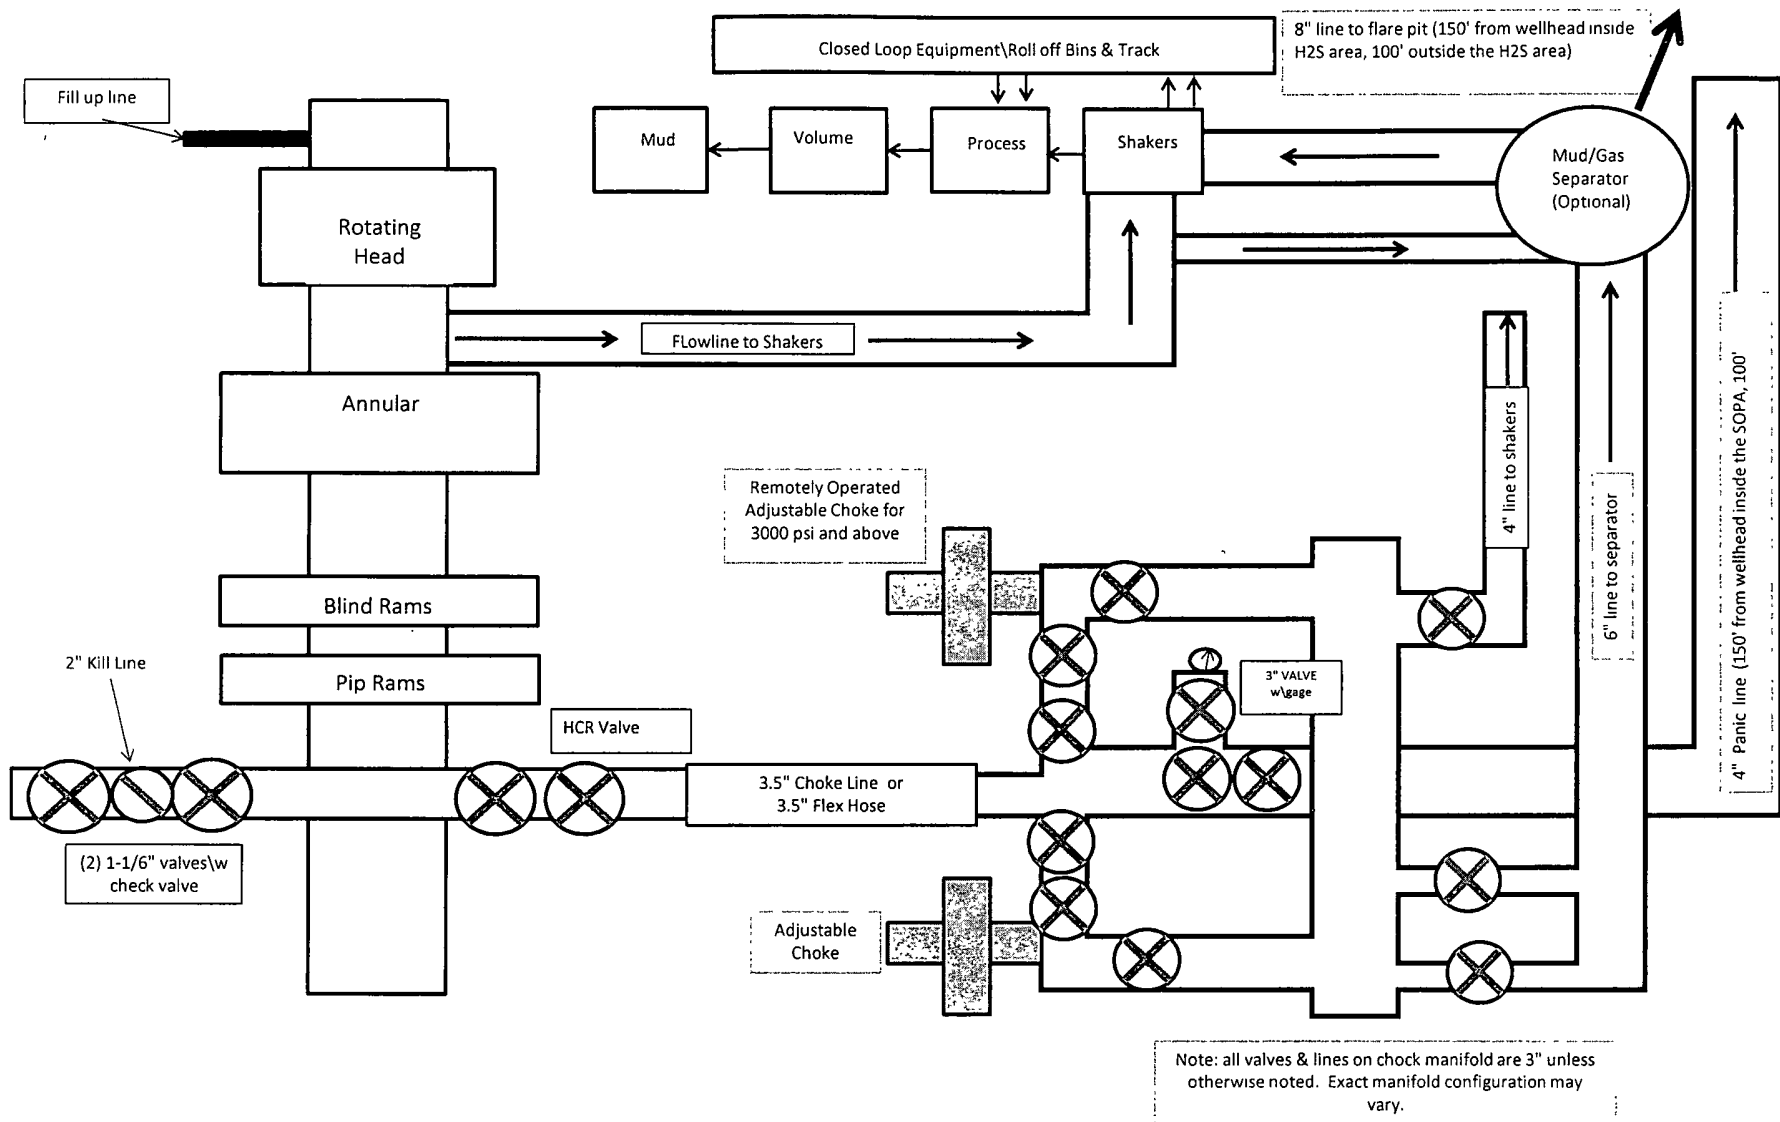 Closed Loop Equipment\Roll off Bins & Track
8" line to flare pit (150' from wellhead inside
H2S area, 100' outside the H2S area)
Fill up line
Mud
Volume
Process
Shakers
Mud/Gas
Separator
(Optional)
Rotating
Head
FLowline to Shakers
Annular
4" line to shakers
6" line to separator
4" Panic line (150' from wellhead inside the SOPA, 100'
Remotely Operated
Adjustable Choke for
3000 psi and above
Blind Rams
2" Kill Line
Pip Rams
3" VALVE
w\gage
HCR Valve
3.5" Choke Line or
3.5" Flex Hose
(2) 1-1/6" valves\w
check valve
Adjustable
Choke
Note: all valves & lines on chock manifold are 3" unless
otherwise noted. Exact manifold configuration may
vary.